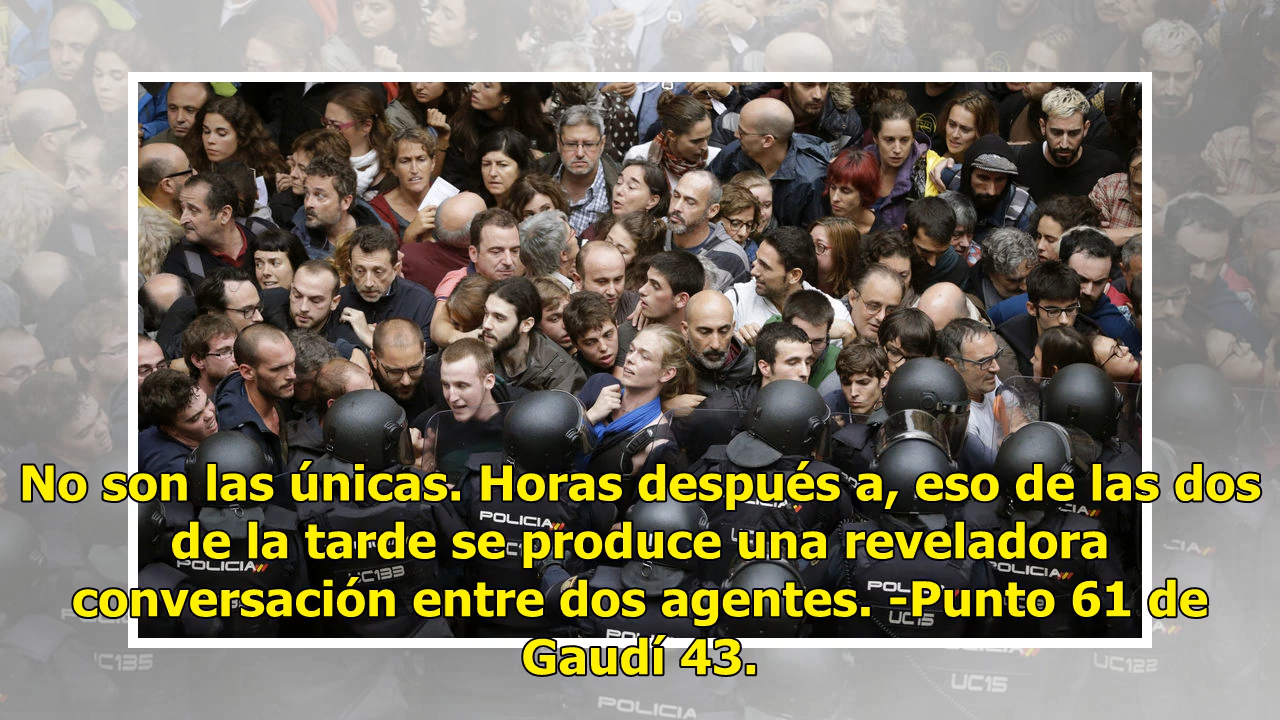 No son las únicas. Horas después a, eso de las dos
de la tarde se produce una reveladora
conversación entre dos agentes. -Punto 61 de
Gaudí 43.
POLICIA
POLICIA
UC133
POLICIA
UC15
POLICIA
UC135
UC15
UC122
POLICIA